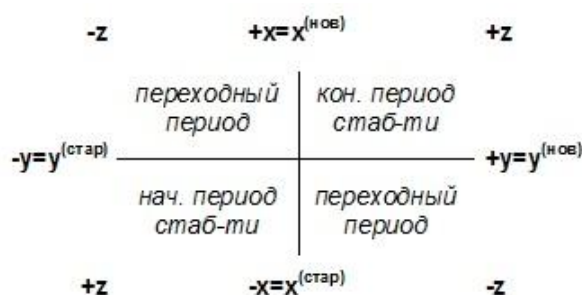 -z +x=x(нов) +z
переходный кон. период
период стаб-ти
-y=y(стар) +y=y(нов)
нач. период переходный
стаб-ти период
+z -x=x(стар) -z